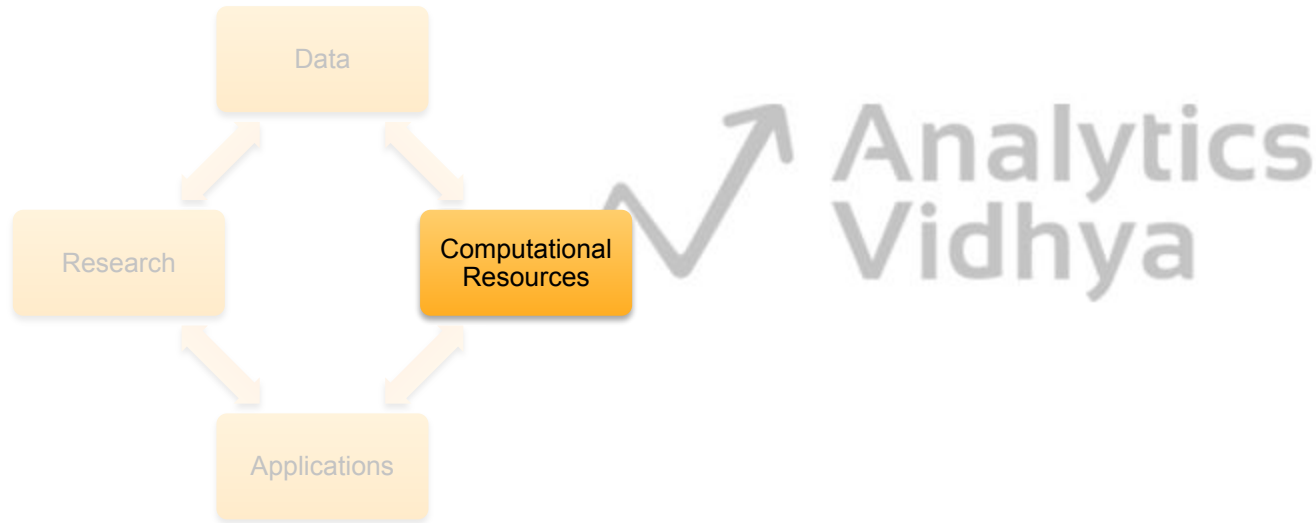 Data
Analytics
Vidhya
Research
Computational
Resources
Applications